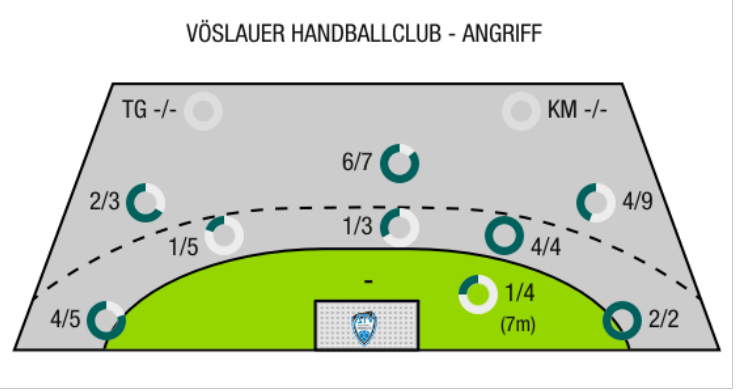 VÖSLAUER HANDBALLCLUB - ANGRIFF
TG -/-
KM -/-
6/7
2/3
4/9
1/3
1/5
4/4
-
1/4
(7m)
4/5
2/2